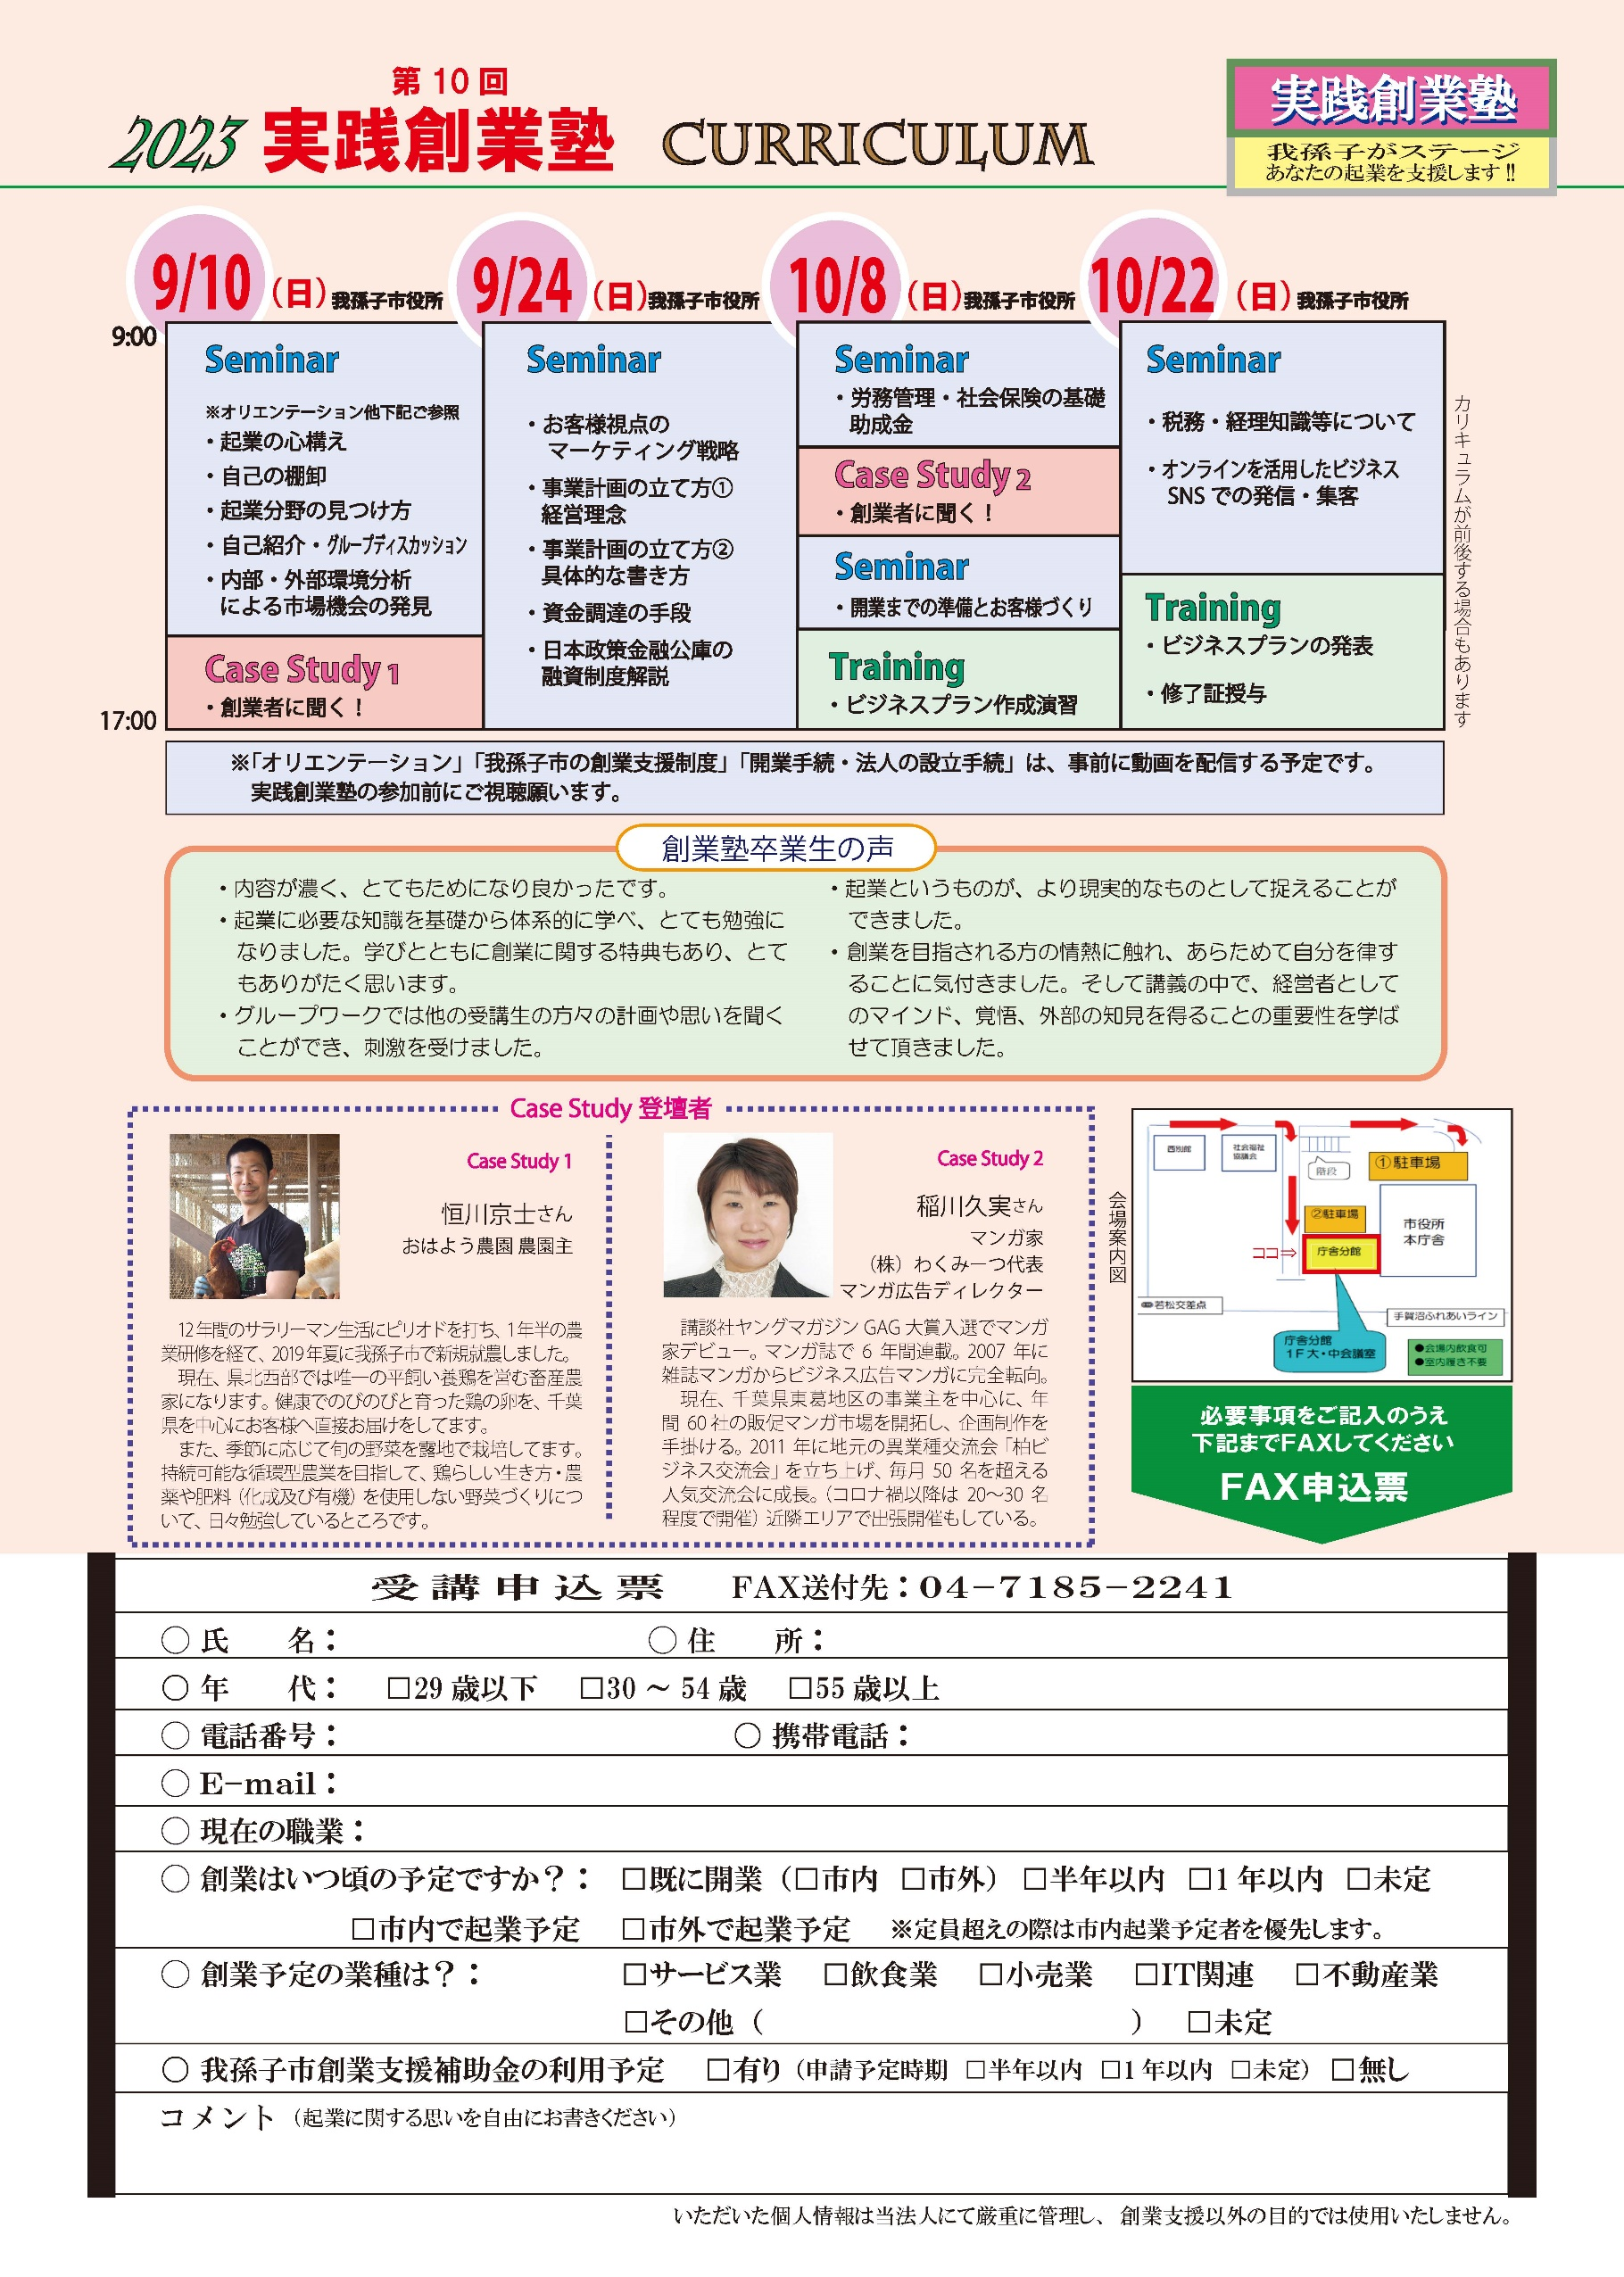 第 10 回
2023 実践創業塾 CURRICULUM
実践創業塾
我孫子がステージ
あなたの起業を支援します!!
9/10（日）我孫子市役所
9/24（日）我孫子市役所
10/8（日）我孫子市役所
10/22（日）我孫子市役所
9:00
17:00
Seminar
※オリエンテーション他下記ご参照
・起業の心構え
・自己の棚卸
・起業分野の見つけ方
・自己紹介・グループディスカッション
・内部・外部環境分析
による市場機会の発見
Case Study 1
・創業者に聞く！
Seminar
・お客様視点の
マーケティング戦略
・事業計画の立て方①
経営理念
・事業計画の立て方②
具体的な書き方
・資金調達の手段
・日本政策金融公庫の
融資制度解説
Seminar
・労務管理・社会保険の基礎
助成金
Case Study 2
・創業者に聞く！
Seminar
・開業までの準備とお客様づくり
Training
・ビジネスプラン作成演習
Seminar
・税務・経理知識等について
・オンラインを活用したビジネス
SNS での発信・集客
Training
・ビジネスプランの発表
・修了証授与
カリキュラムが前後する場合もあります
※「オリエンテーション」「我孫子市の創業支援制度」「開業手続・法人の設立手続」は、事前に動画を配信する予定です。
実践創業塾の参加前にご視聴願います。
創業塾卒業生の声
・内容が濃く、とてもためになり良かったです。
・起業に必要な知識を基礎から体系的に学べ、とても勉強に
なりました。学びとともに創業に関する特典もあり、とて
もありがたく思います。
・グループワークでは他の受講生の方々の計画や思いを聞く
ことができ、刺激を受けました。
・起業というものが、より現実的なものとして捉えることが
できました。
・創業を目指される方の情熱に触れ、あらためて自分を律す
ることに気付きました。そして講義の中で、経営者として
のマインド、覚悟、外部の知見を得ることの重要性を学ば
せて頂きました。
Case Study 登壇者
Case Study 1
恒川京士さん
おはよう農園 農園主
12年間のサラリーマン生活にピリオドを打ち、1年半の農
業研修を経て、2019年夏に我孫子市で新規就農しました。
現在、県北西部では唯一の平飼い養鶏を営む畜産農
家になります。健康でのびのびと育った鶏の卵を、千葉
県を中心にお客様へ直接お届けをしてます。
また、季節に応じて旬の野菜を露地で栽培してます。
持続可能な循環型農業を目指して、鶏らしい生き方・農
薬や肥料（化成及び有機）を使用しない野菜づくりにつ
いて、日々勉強しているところです。
Case Study 2
稲川久実さん
マンガ家
（株）わくみーつ代表
マンガ広告ディレクター
講談社ヤングマガジン GAG 大賞入選でマンガ
家デビュー。マンガ誌で 6 年間連載。2007 年に
雑誌マンガからビジネス広告マンガに完全転向。
現在、千葉県東葛地区の事業主を中心に、年
間 60 社の販促マンガ市場を開拓し、企画制作を
手掛ける。2011 年に地元の異業種交流会「柏ビ
ジネス交流会」を立ち上げ、毎月 50 名を超える
人気交流会に成長。（コロナ禍以降は 20～30 名
程度で開催）近隣エリアで出張開催もしている。
会場案内図
西別館
社会福祉
協議会
階段
①駐車場
②駐車場
市役所
本庁舎
ココ⇒
庁舎分館
若松交差点
手賀沼ふれあいライン
庁舎分館
1F 大・中会議室
●会場内飲食可
●室内履き不要
必要事項をご記入のうえ
下記までFAXしてください
FAX申込票
受講申込票 FAX送付先：04−7185−2241
○ 氏 名： ○ 住 所：
○ 年 代： □29 歳以下 □30 〜 54 歳 □55 歳以上
○ 電話番号： ○ 携帯電話：
○ E−mail：
○ 現在の職業：
○ 創業はいつ頃の予定ですか？： □既に開業（□市内 □市外） □半年以内 □1 年以内 □未定
□市内で起業予定 □市外で起業予定 ※定員超えの際は市内起業予定者を優先します。
○ 創業予定の業種は？： □サービス業 □飲食業 □小売業 □IT関連 □不動産業
□その他（ ） □未定
○ 我孫子市創業支援補助金の利用予定 □有り（申請予定時期 □半年以内 □1 年以内 □未定） □無し
コメント（起業に関する思いを自由にお書きください）
いただいた個人情報は当法人にて厳重に管理し、創業支援以外の目的では使用いたしません。